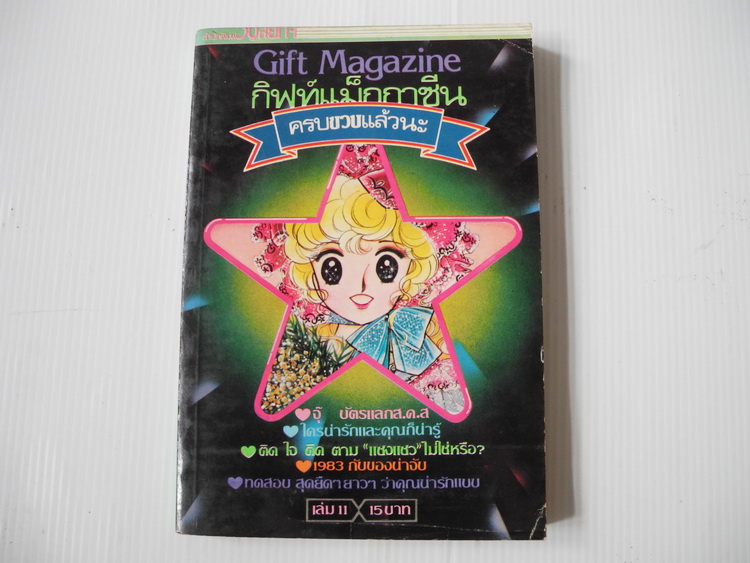 Gift Magazine
กิฟท์แม็กกาซีน
ครบขวบแล้วนะ
จุ๊ บัตรแลกส.ค.ส
ใครน่ารักและคุณก็น่ารู้
ติด ใจ ติด ตาม "แซงแซว" ไม่ใช่หรือ?
1983 กับของน่าจับ
ทดสอบ สุดยืดๆ ยาวๆ ว่าคุณน่ารักแบบ
เล่ม 11 15 บาท